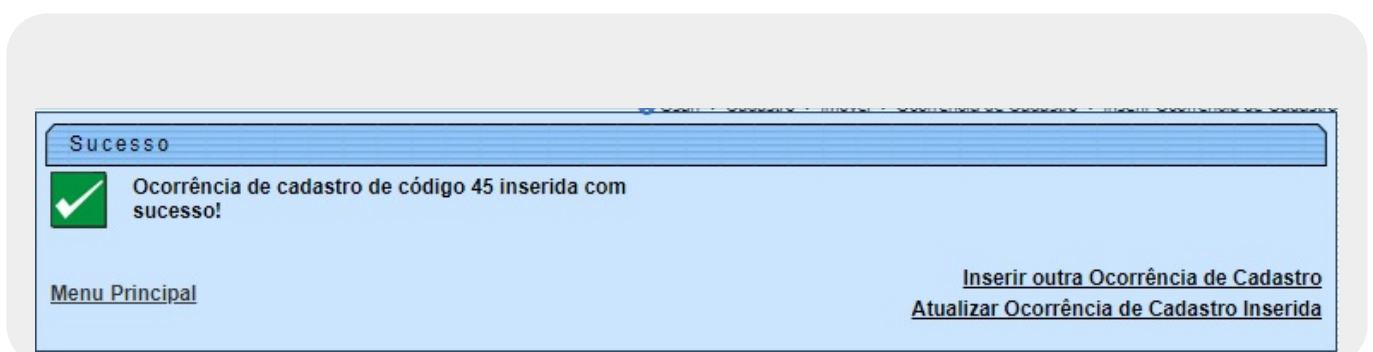 Sucesso
Ocorrência de cadastro de código 45 inserida com
sucesso!
Inserir outra Ocorrência de Cadastro
Menu Principal
Atualizar Ocorrência de Cadastro Inserida